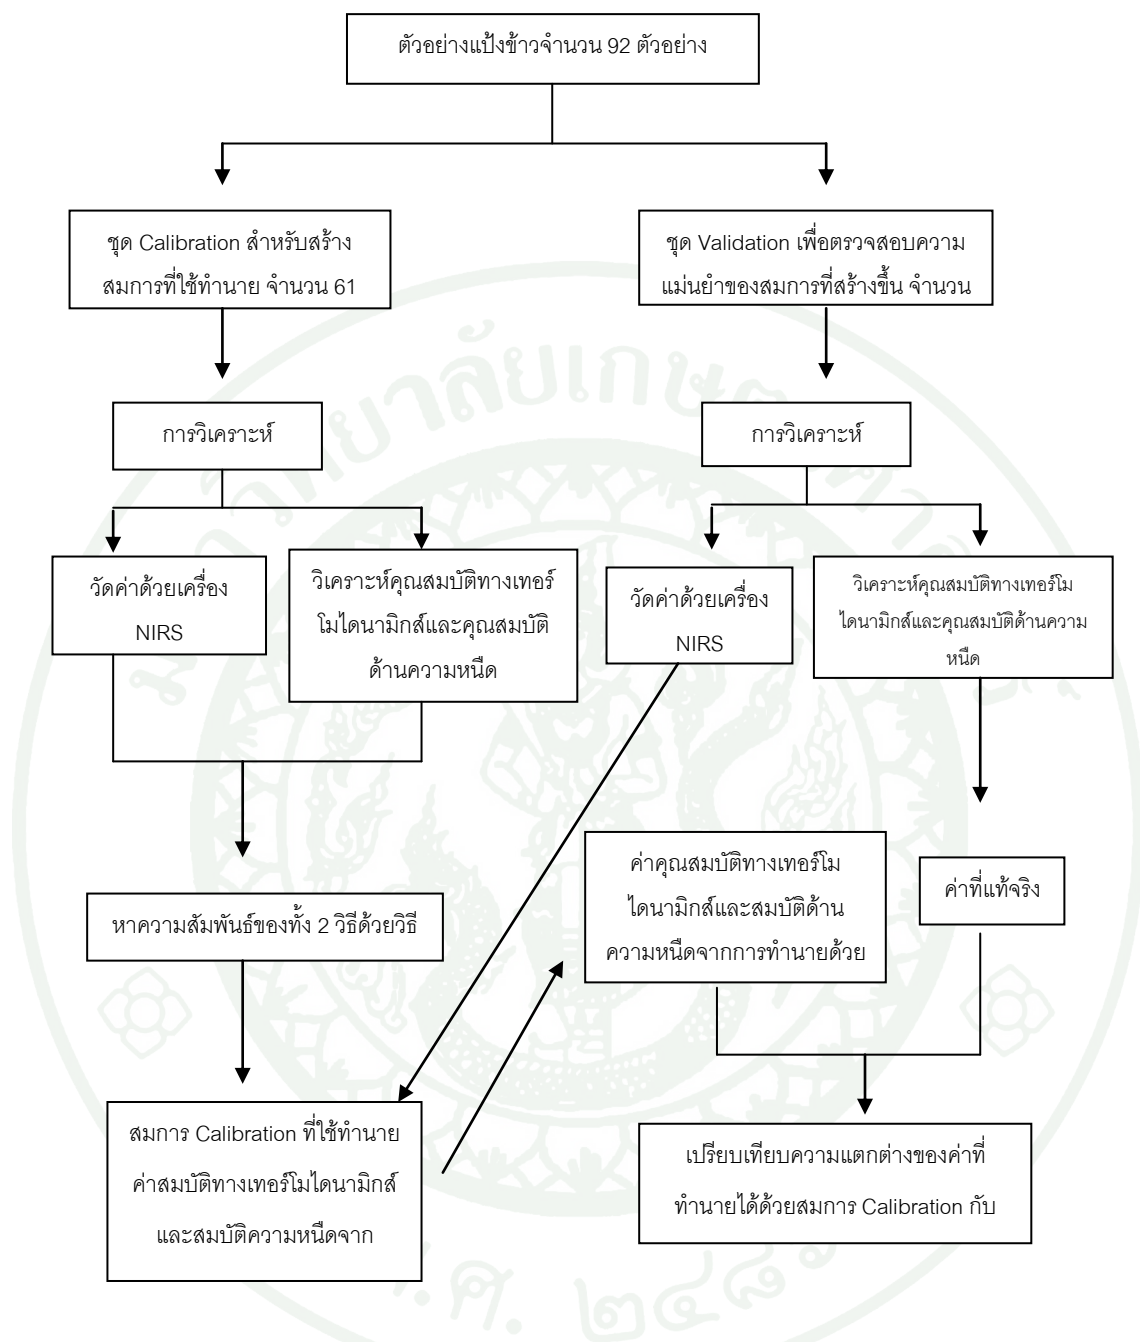 ตัวอย่างแป้งข้าวจำนวน 92 ตัวอย่าง
ชุด Calibration สำหรับสร้าง
สมการที่ใช้ทำนาย จำนวน 61
ชุด Validation เพื่อตรวจสอบความ
แม่นยำของสมการที่สร้างขึ้น จำนวน
การวิเคราะห์
การวิเคราะห์
วัดค่าด้วยเครื่อง
NIRS
วิเคราะห์คุณสมบัติทางเทอร์
โมไดนามิกส์และคุณสมบัติ
ด้านความหนืด
วัดค่าด้วยเครื่อง
NIRS
วิเคราะห์คุณสมบัติทางเทอร์โม
ไดนามิกส์และคุณสมบัติด้านความ
หนืด
ค่าคุณสมบัติทางเทอร์โม
ไดนามิกส์และสมบัติด้าน
ความหนืดจากการทำนายด้วย
ค่าที่แท้จริง
หาความสัมพันธ์ของทั้ง 2 วิธีด้วยวิธี
สมการ Calibration ที่ใช้ทำนาย
ค่าสมบัติทางเทอร์โมไดนามิกส์
และสมบัติความหนืดจาก
เปรียบเทียบความแตกต่างของค่าที่
ทำนายได้ด้วยสมการ Calibration กับ